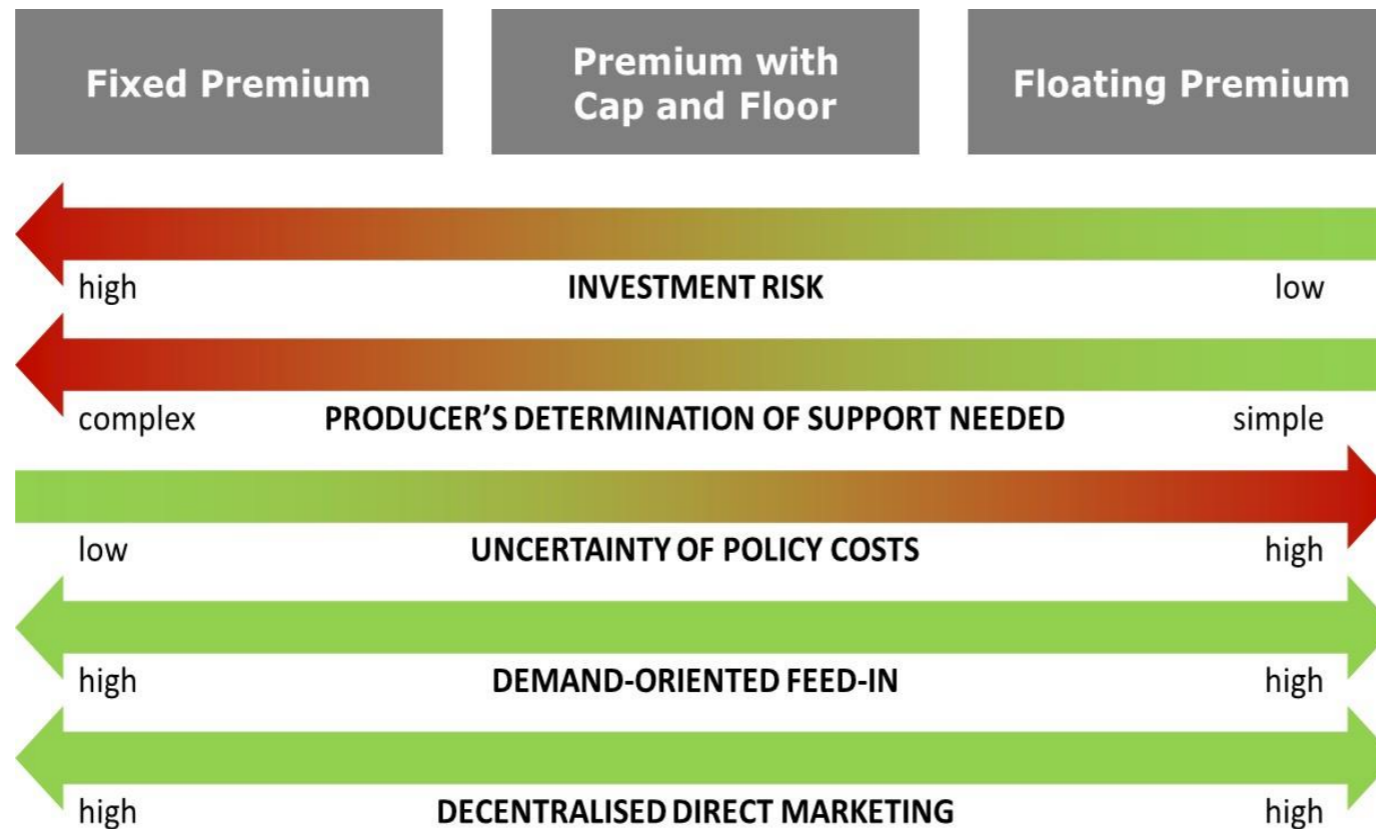 Fixed Premium
Premium with
Cap and Floor
Floating Premium
high INVESTMENT RISK low
complex PRODUCER'S DETERMINATION OF SUPPORT NEEDED simple
low UNCERTAINTY OF POLICY COSTS high
high DEMAND-ORIENTED FEED-IN high
high DECENTRALISED DIRECT MARKETING high